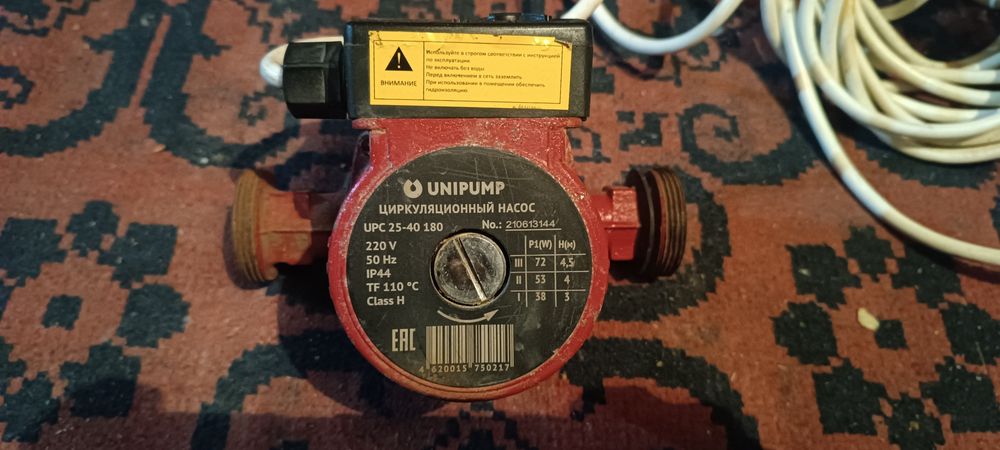 ВНИМАНИЕ
Используйте в строгом соответствии с инструкцией
по эксплуатации.
Не включать без воды
Перед включением в сеть заземлить
При использовании в помещении обеспечить
гидроизоляцию.
UNIPUMP
ЦИРКУЛЯЦИОННЫЙ НАСОС
UPC 25-40 180 No.: 210613144
220 V
50 Hz
IP44
TF 110 °C
Class H
P1(W) H(м)
III 72 4,5
II 53 4
I 38 3
EAC
4 620015 750217